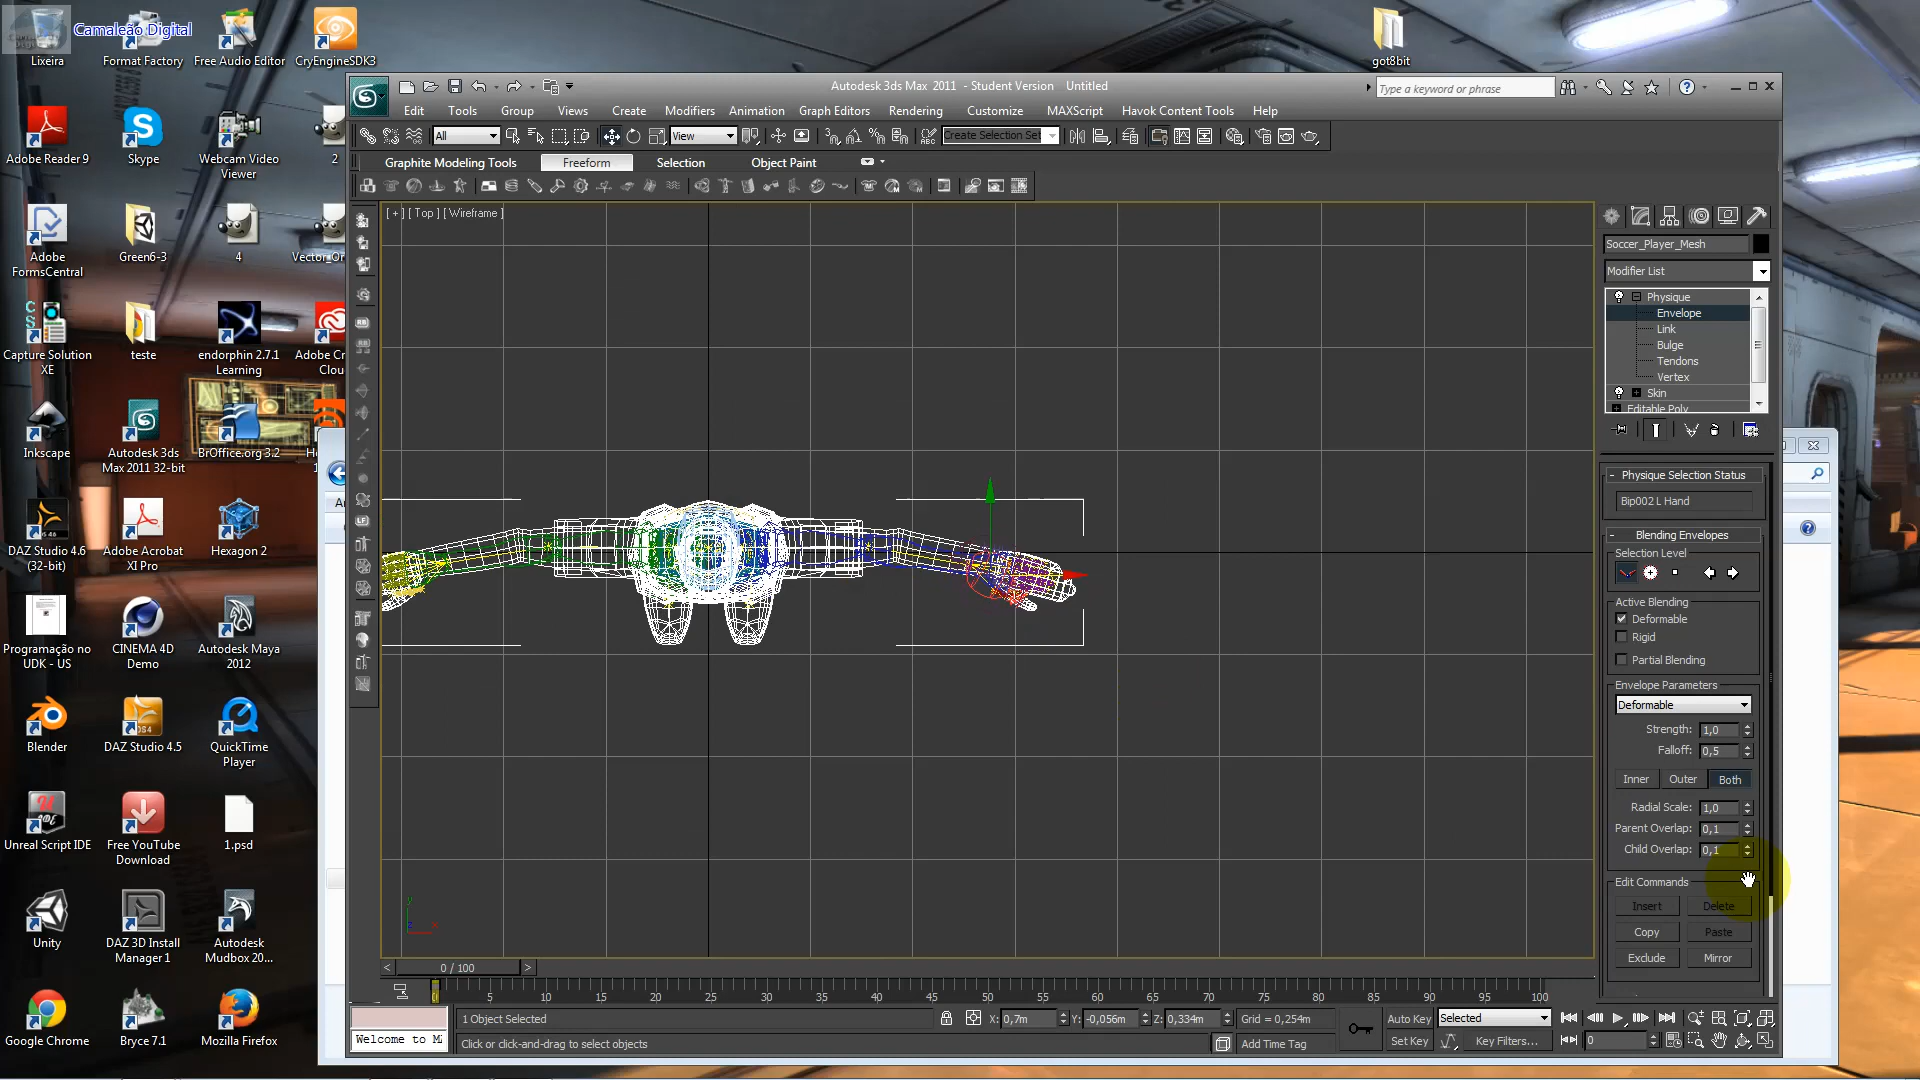 Camaleão Digital
Lixeira
Format Factory
Free Audio Editor
CryEngineSDK3
got8bit
Adobe Reader 9
Skype
Webcam Video Viewer
2
Adobe FormsCentral
Green6-3
4
Capture Solution XE
teste
endorphin 2.7.1 Learning
Inkscape
Autodesk 3ds Max 2011 32-bit
BrOffice.org 3.2
DAZ Studio 4.6 (32-bit)
Adobe Acrobat XI Pro
Hexagon 2
Programação no UDK - US
CINEMA 4D Demo
Autodesk Maya 2012
Blender
DAZ Studio 4.5
QuickTime Player
Unreal Script IDE
Free YouTube Download
1.psd
Unity
DAZ 3D Install Manager 1
Autodesk Mudbox 20...
Google Chrome
Bryce 7.1
Mozilla Firefox
Autodesk 3ds Max 2011 - Student Version Untitled
Type a keyword or phrase
Edit Tools Group Views Create Modifiers Animation Graph Editors Rendering Customize MAXScript Havok Content Tools Help
All View Create Selection Se
Graphite Modeling Tools Freeform Selection Object Paint
[ + ] [ Top ] [ Wireframe ]
Soccer_Player_Mesh
Modifier List
Physique
Envelope
Link
Bulge
Tendons
Vertex
Skin
Editable Poly
Physique Selection Status
Bip002 L Hand
Blending Envelopes
Selection Level
Active Blending
Deformable
Rigid
Partial Blending
Envelope Parameters
Deformable
Strength: 1,0
Falloff: 0,5
Inner Outer Both
Radial Scale: 1,0
Parent Overlap: 0,1
Child Overlap: 0,1
Edit Commands
Insert Delete
Copy Paste
Exclude Mirror
0 / 100
5 10 15 20 25 30 35 40 45 50 55 60 65 70 75 80 85 90 95 100
1 Object Selected
X: 0,7m Y: -0,056m Z: 0,334m Grid = 0,254m
Auto Key Selected
Welcome to M
Click or click-and-drag to select objects
Add Time Tag
Set Key Key Filters... 0